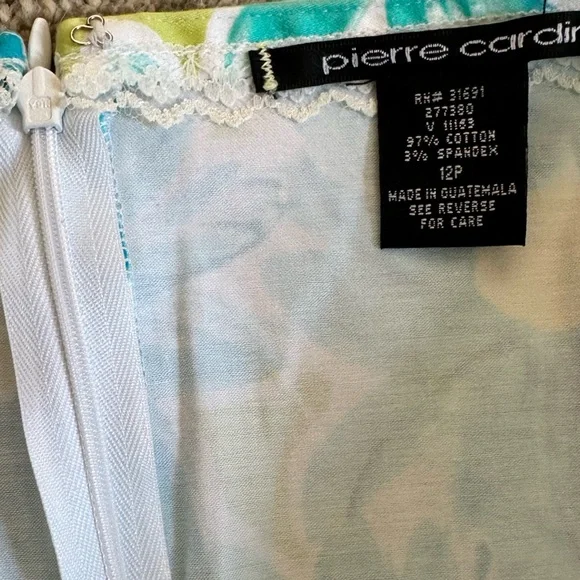 pierre cardin
RN# 31691
277380
V 11163
97% COTTON
3% SPANDEX
12P
MADE IN GUATEMALA
SEE REVERSE
FOR CARE